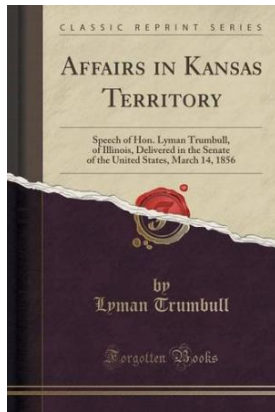 CLASSIC REPRINT SERIES
AFFAIRS IN KANSAS
TERRITORY
Speech of Hon. Lyman Trumbull,
of Illinois, Delivered in the Senate
of the United States, March 14, 1856
by
Lyman Trumbull
Forgotten Books